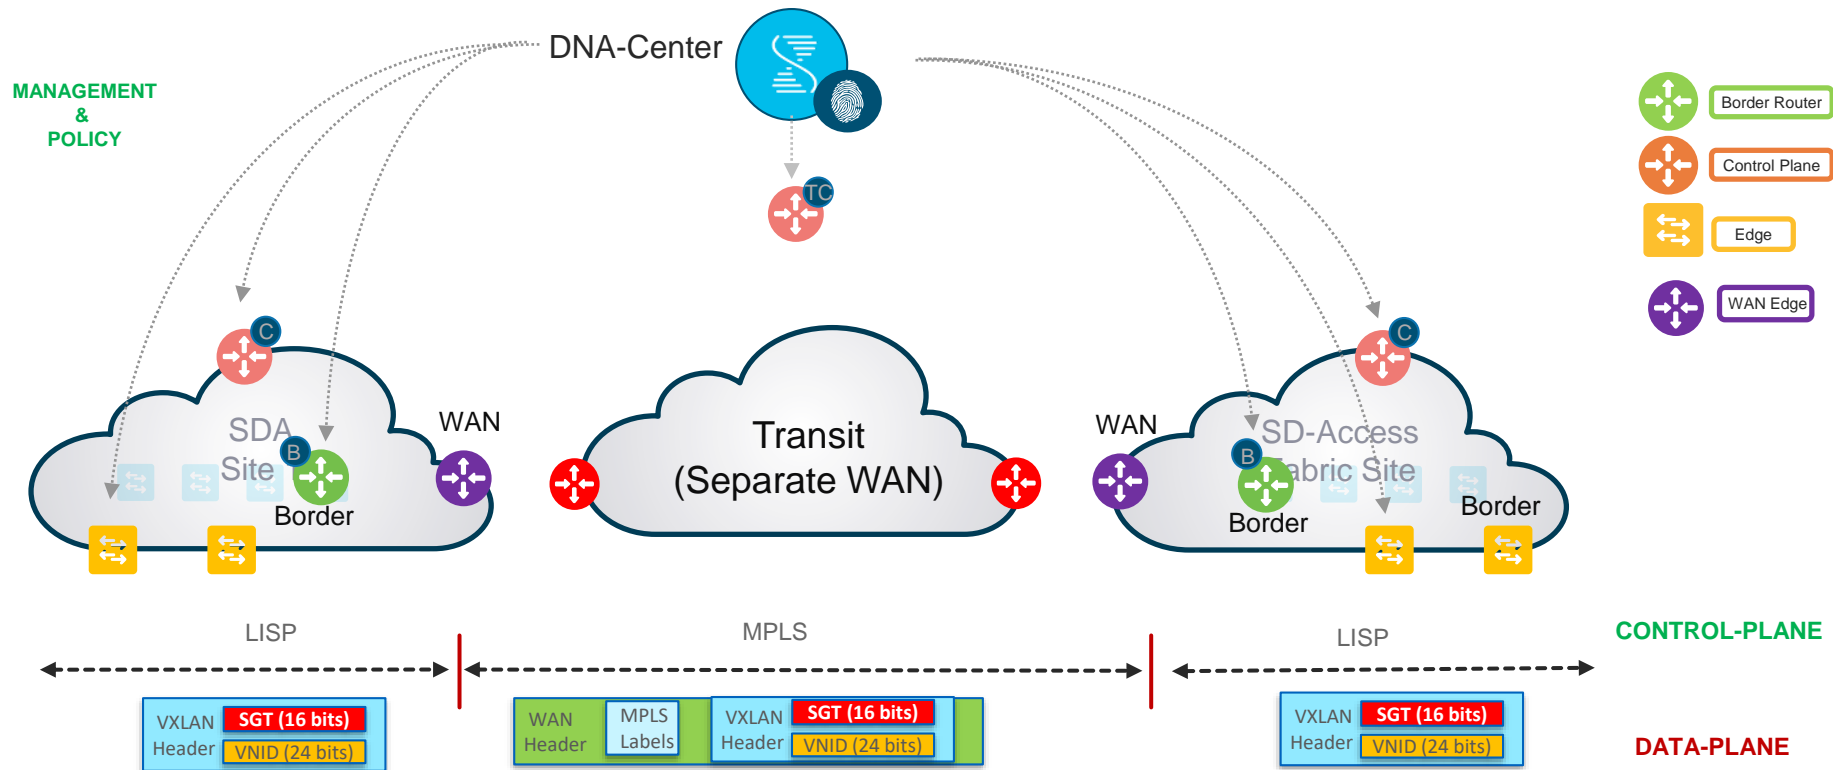 DNA-Center
MANAGEMENT
&
POLICY
TC
Border Router
Control Plane
Edge
WAN Edge
C
C
WAN
WAN
SDA
Site
B
Border
Transit
(Separate WAN)
SD-Access
Fabric Site
B
Border
Border
LISP
MPLS
LISP
CONTROL-PLANE
VXLAN
Header
SGT (16 bits)
VNID (24 bits)
WAN
Header
MPLS
Labels
VXLAN
Header
SGT (16 bits)
VNID (24 bits)
VXLAN
Header
SGT (16 bits)
VNID (24 bits)
DATA-PLANE